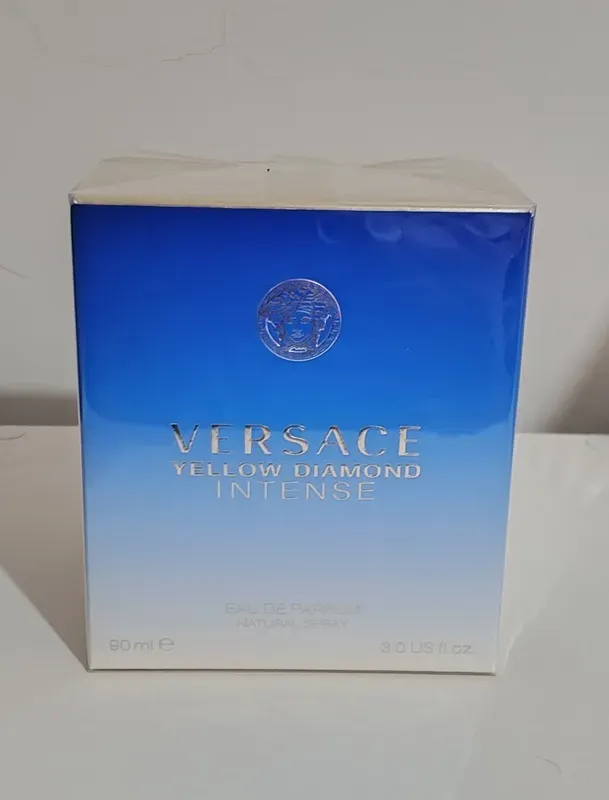 VERSACE
YELLOW DIAMOND
INTENSE
EAU DE PARFUM
NATURAL SPRAY
90 ml e 3.0 US fl.oz.